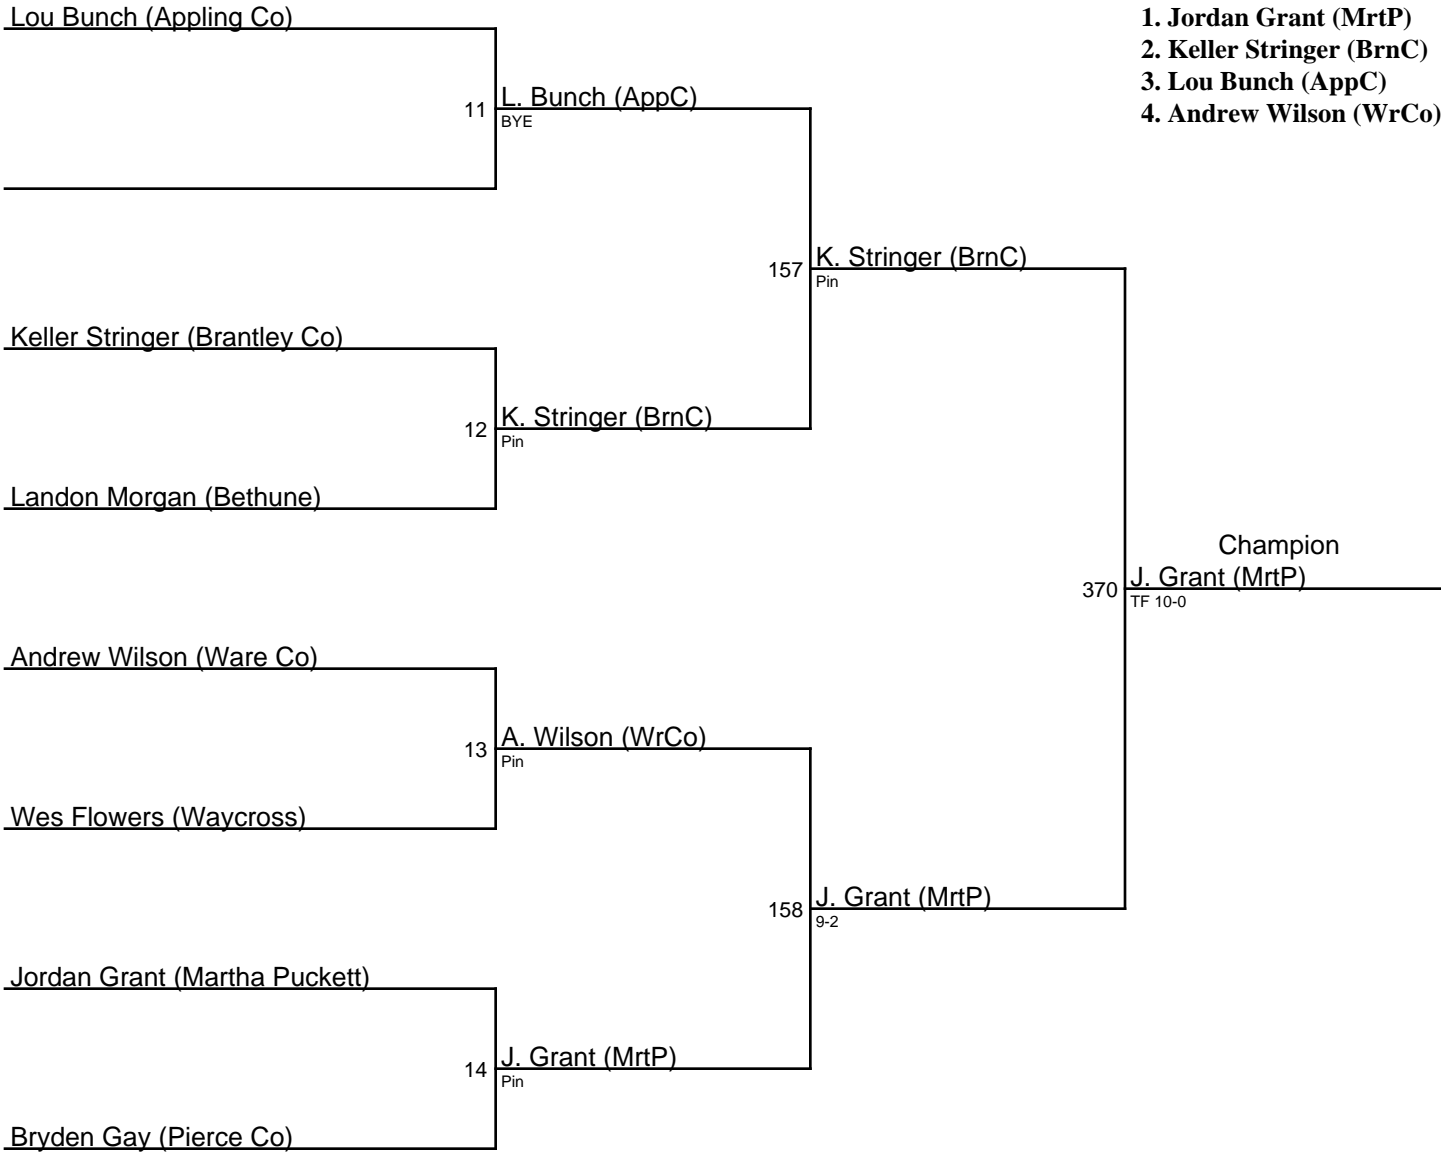 Lou Bunch (Appling Co)
1. Jordan Grant (MrtP)
2. Keller Stringer (BrnC)
3. Lou Bunch (AppC)
4. Andrew Wilson (WrCo)
11
L. Bunch (AppC)
BYE
157
K. Stringer (BrnC)
Pin
Keller Stringer (Brantley Co)
12
K. Stringer (BrnC)
Pin
Landon Morgan (Bethune)
Champion
370
J. Grant (MrtP)
TF 10-0
Andrew Wilson (Ware Co)
13
A. Wilson (WrCo)
Pin
Wes Flowers (Waycross)
158
J. Grant (MrtP)
9-2
Jordan Grant (Martha Puckett)
14
J. Grant (MrtP)
Pin
Bryden Gay (Pierce Co)